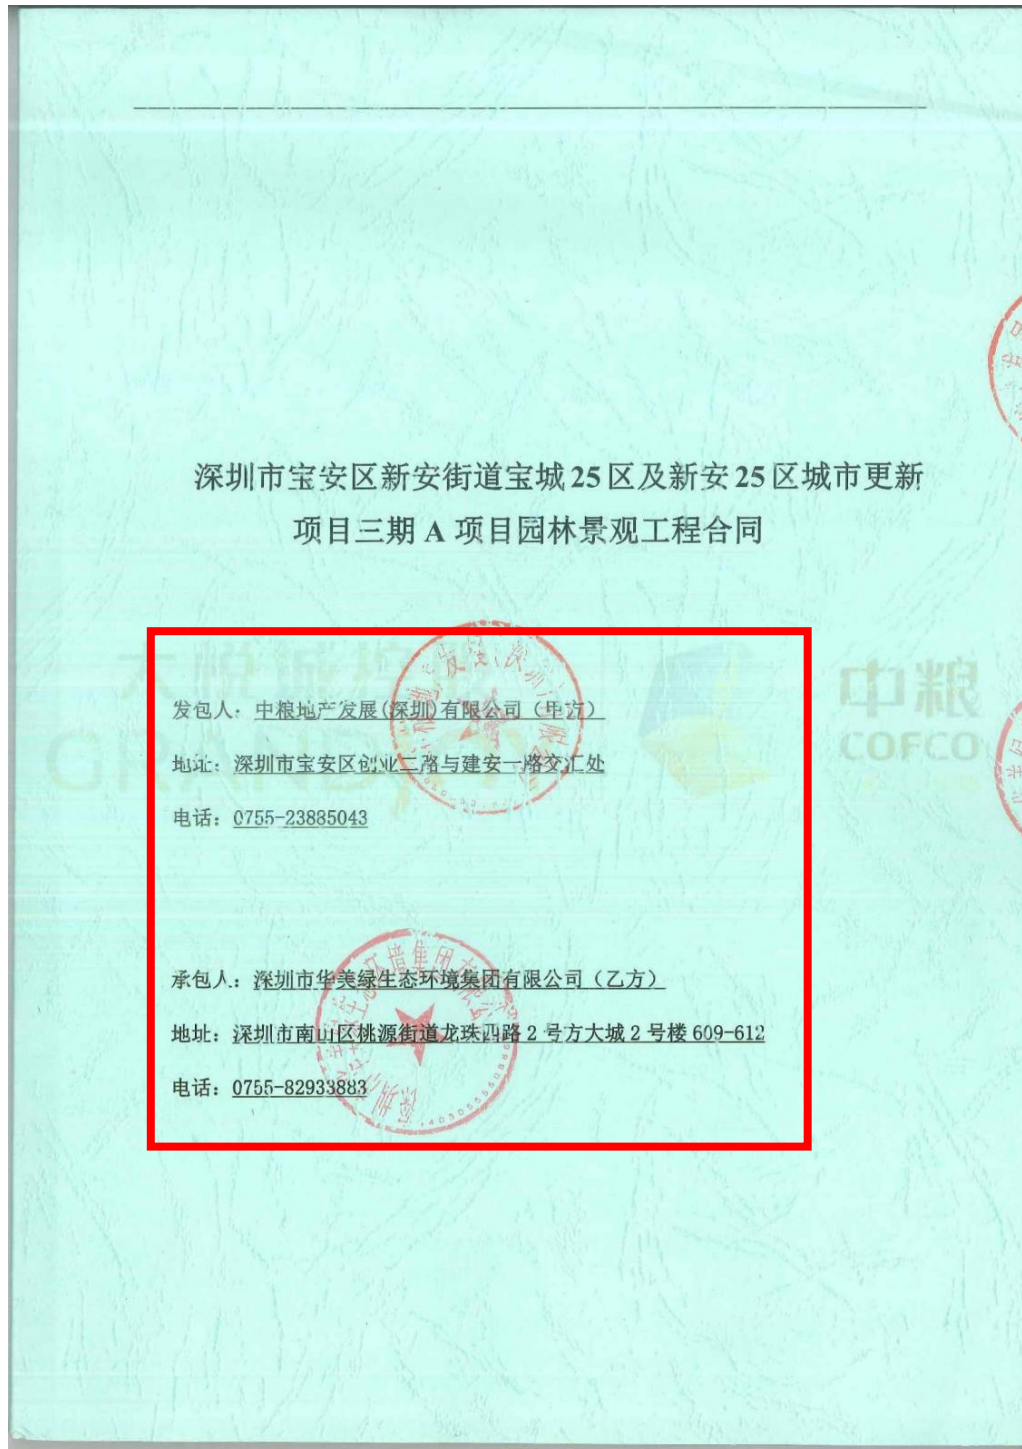 深圳市宝安区新安街道宝城25区及新安25区城市更新
项目三期A项目园林景观工程合同
大悦城控股
GRANDJOY
中粮
COFCO
发包人：中粮地产发展(深圳)有限公司（甲方）
地址：深圳市宝安区创业二路与建安一路交汇处
电话：0755-23885043
承包人：深圳市华美绿生态环境集团有限公司（乙方）
地址：深圳市南山区桃源街道龙珠四路2号方大城2号楼609-612
电话：0755-82933883